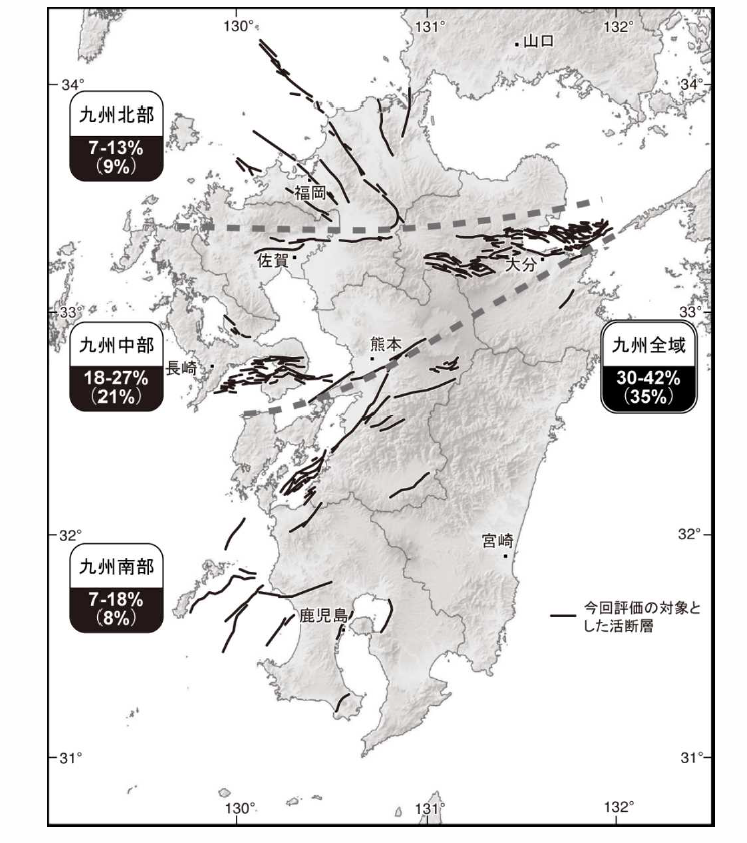 130°
131°
132°
山口
34°
34°
九州北部
7-13%
(9%)
福岡
佐賀
大分
33°
33°
九州中部
18-27%
(21%)
長崎
熊本
九州全域
30-42%
(35%)
32°
32°
宮崎
九州南部
7-18%
(8%)
鹿児島
今回評価の対象と
した活断層
31°
31°
130°
131°
132°